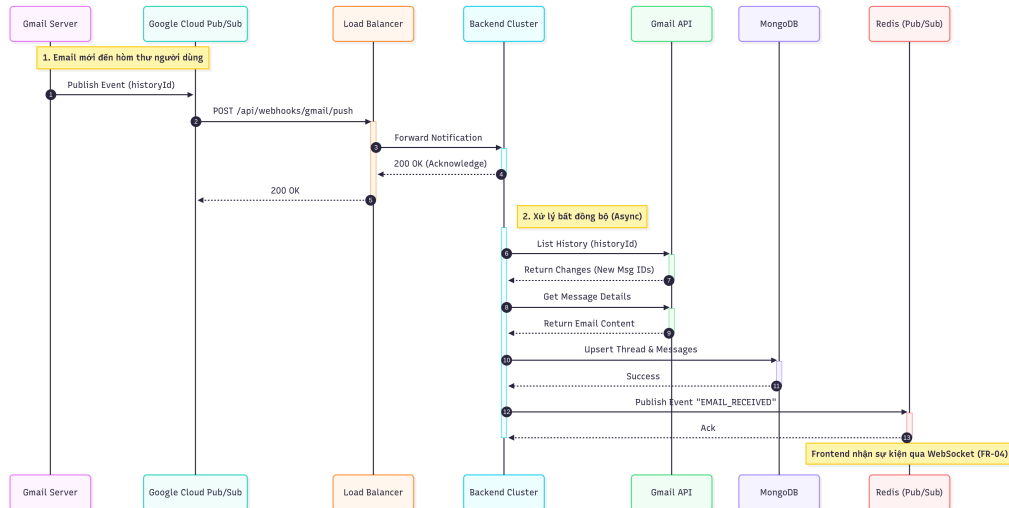 Gmail Server
Google Cloud Pub/Sub
Load Balancer
Backend Cluster
Gmail API
MongoDB
Redis (Pub/Sub)
1. Email mới đến hòm thư người dùng
1 Publish Event (historyId)
2 POST /api/webhooks/gmail/push
3 Forward Notification
4 200 OK (Acknowledge)
5 200 OK
2. Xử lý bất đồng bộ (Async)
6 List History (historyId)
7 Return Changes (New Msg IDs)
8 Get Message Details
9 Return Email Content
10 Upsert Thread & Messages
11 Success
12 Publish Event "EMAIL_RECEIVED"
13 Ack
Frontend nhận sự kiện qua WebSocket (FR-04)
Gmail Server
Google Cloud Pub/Sub
Load Balancer
Backend Cluster
Gmail API
MongoDB
Redis (Pub/Sub)